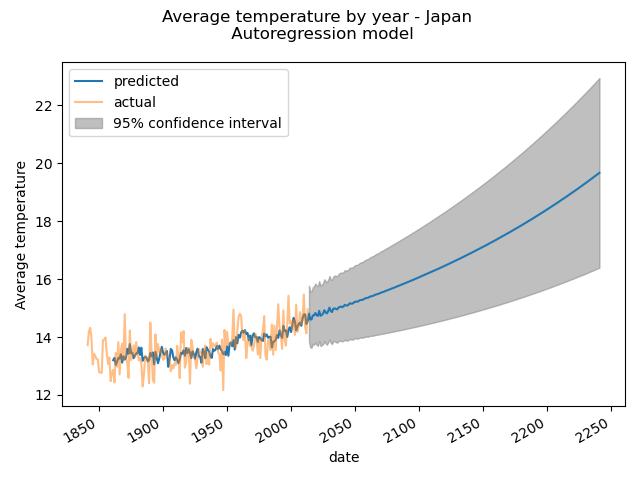 Average temperature by year - Japan
Autoregression model
predicted
actual
95% confidence interval
Average temperature
22
20
18
16
14
12
1850
1900
1950
2000
2050
2100
2150
2200
2250
date